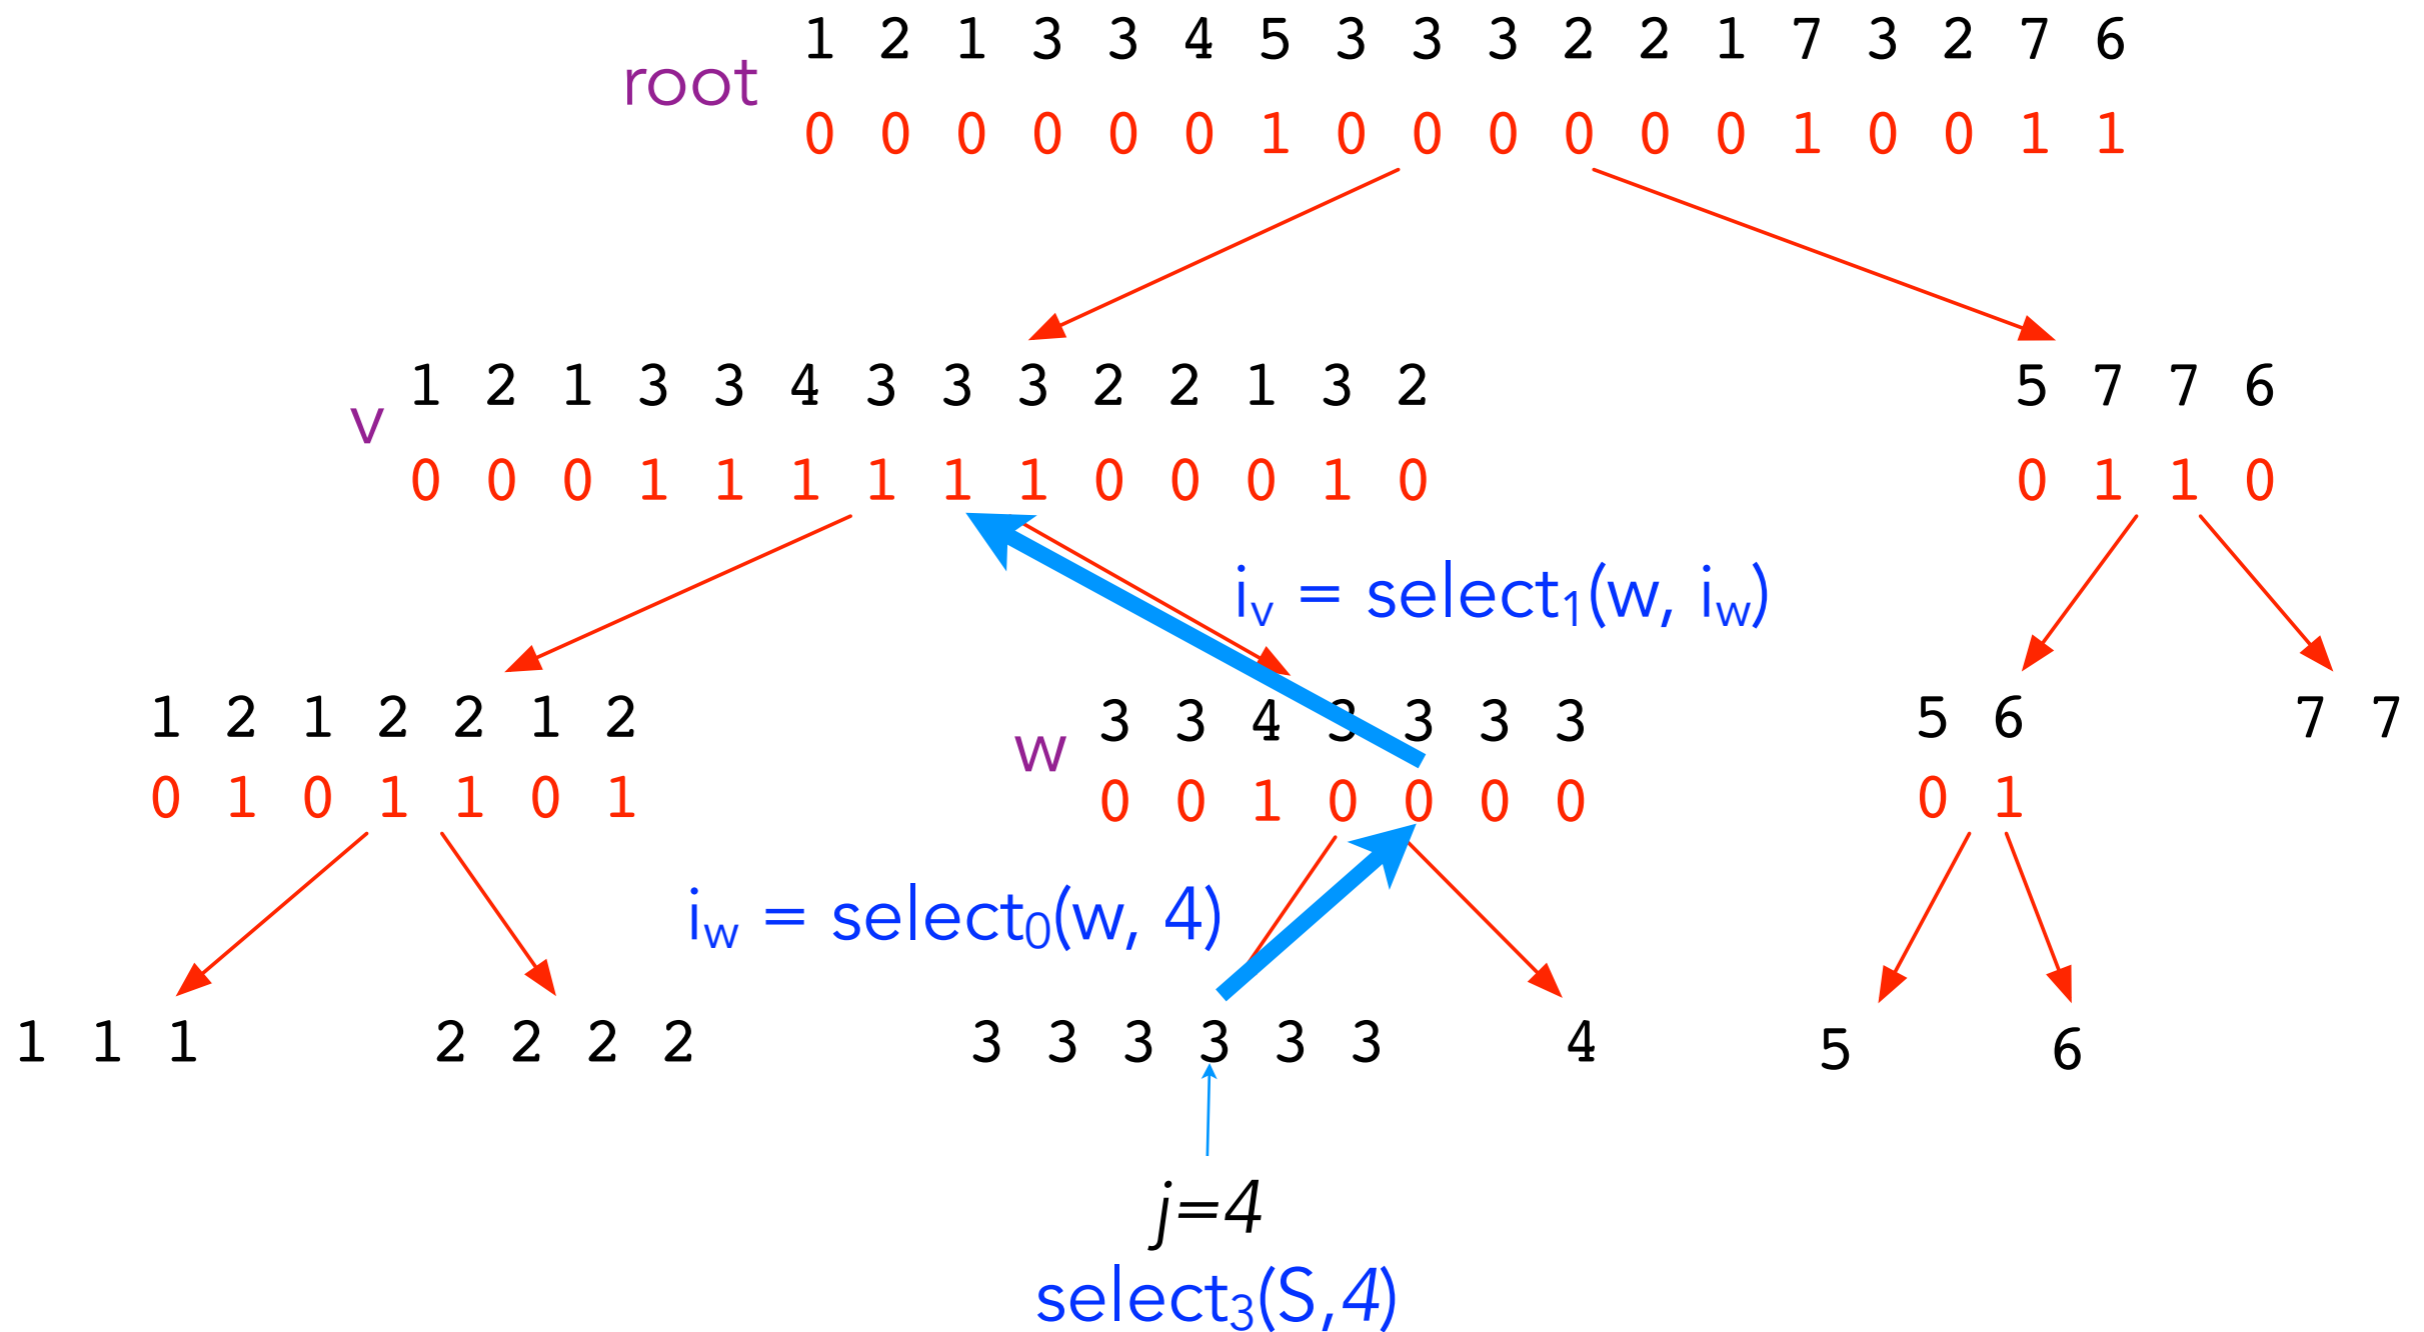 1 2 1 3 3 4 5 3 3 3 2 2 1 7 3 2 7 6
root
0 0 0 0 0 0 1 0 0 0 0 0 0 1 0 0 1 1
1 2 1 3 3 4 3 3 3 2 2 1 3 2
v
0 0 0 1 1 1 1 1 1 0 0 0 1 0
5 7 7 6
0 1 1 0
i_v = select_1(w, i_w)
1 2 1 2 2 1 2
0 1 0 1 1 0 1
3 3 4 3 3 3 3
w
0 0 1 0 0 0 0
5 6
0 1
7 7
i_w = select_0(w, 4)
1 1 1
2 2 2 2
3 3 3 3 3 3
4
5
6
j=4
select_3(S,4)